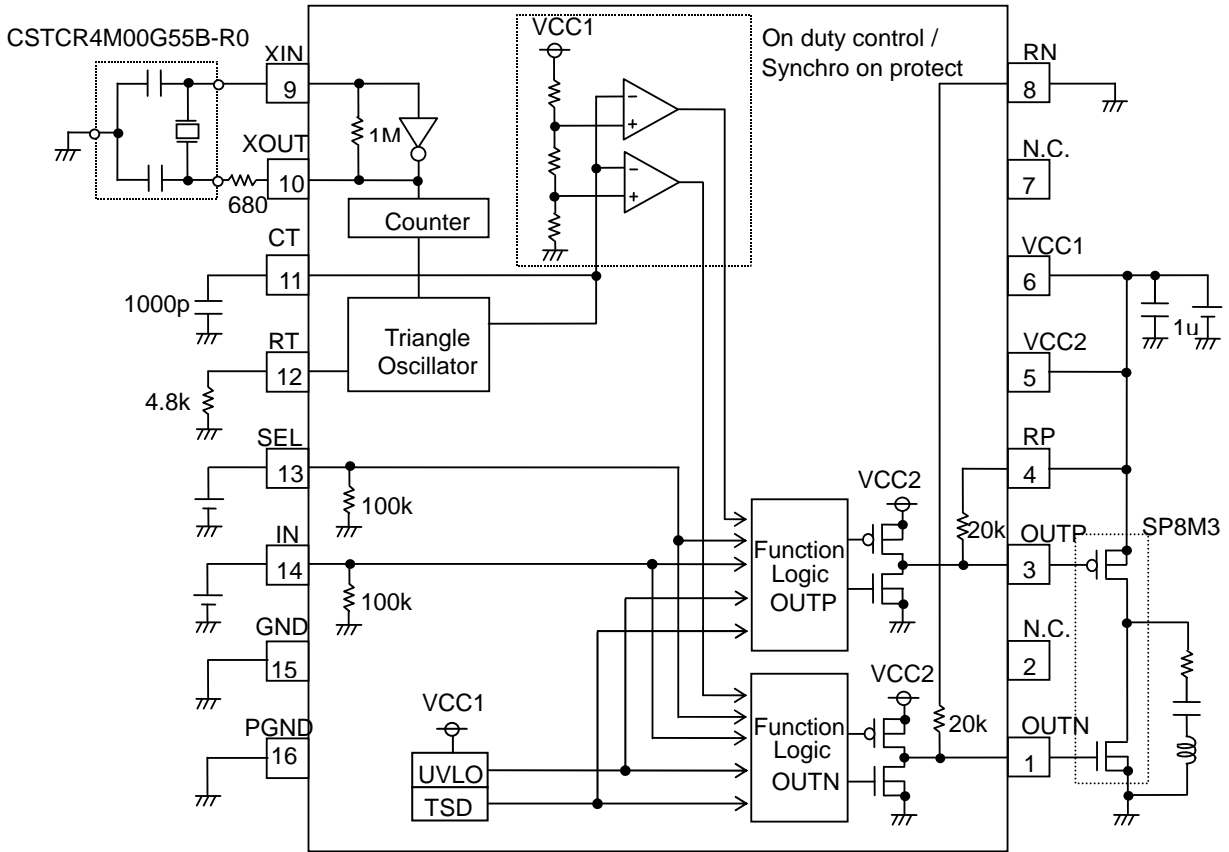 CSTCR4M00G55B-R0
XIN
9
XOUT
10
680
1M
Counter
CT
11
1000p
RT
12
4.8k
Triangle
Oscillator
SEL
13
100k
IN
14
100k
GND
15
PGND
16
VCC1
UVLO
TSD
VCC1
On duty control /
Synchro on protect
VCC2
Function
Logic
OUTP
VCC2
Function
Logic
OUTN
20k
20k
RN
8
N.C.
7
VCC1
6
1u
VCC2
5
RP
4
OUTP
3
SP8M3
N.C.
2
OUTN
1